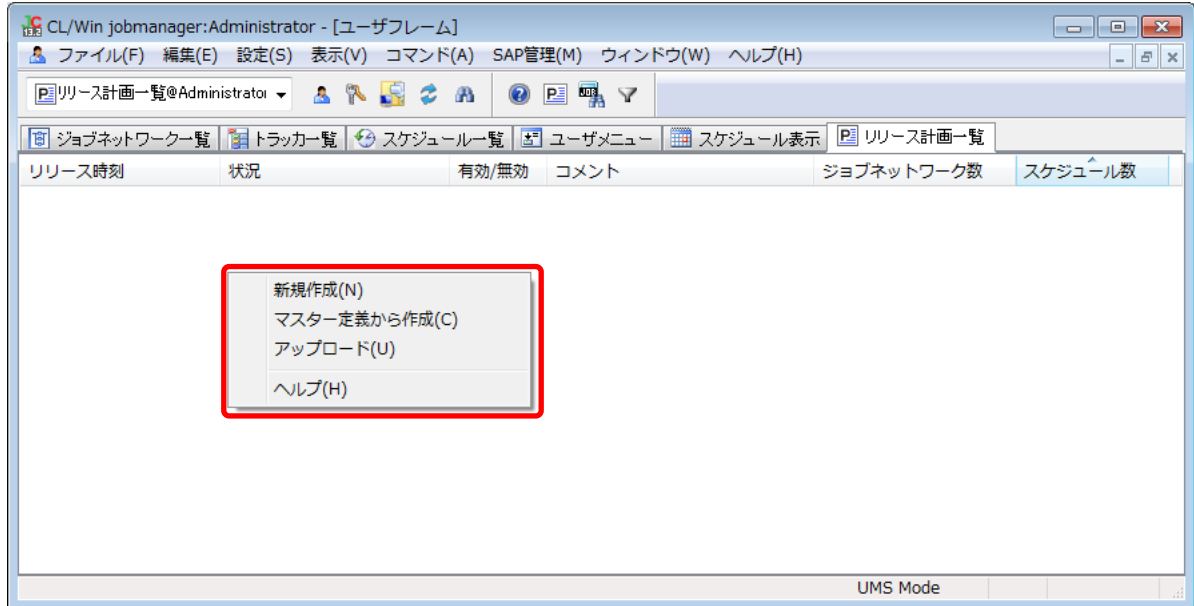 CL/Win jobmanager:Administrator - [ユーザフレーム]
ファイル(F) 編集(E) 設定(S) 表示(V) コマンド(A) SAP管理(M) ウィンドウ(W) ヘルプ(H)
リリース計画一覧@Administrator
ジョブネットワーク一覧 トラッカ一覧 スケジュール一覧 ユーザメニュー スケジュール表示 リリース計画一覧
リリース時刻 状況 有効/無効 コメント ジョブネットワーク数 スケジュール数
新規作成(N)
マスター定義から作成(C)
アップロード(U)
ヘルプ(H)
UMS Mode